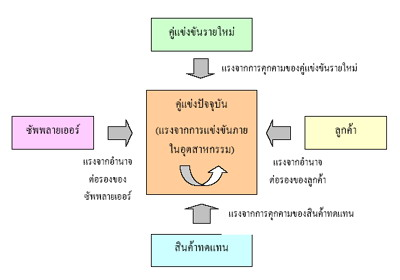 คู่แข่งขันรายใหม่
แรงจากการคุกคามของคู่แข่งขันรายใหม่
คู่แข่งปัจจุบัน
(แรงจากการแข่งขันภาย
ในอุตสาหกรรม)
ซัพพลายเออร์
แรงจากอำนาจ
ต่อรองของ
ซัพพลายเออร์
ลูกค้า
แรงจากอำนาจ
ต่อรองของลูกค้า
แรงจากการคุกคามของสินค้าทดแทน
สินค้าทดแทน